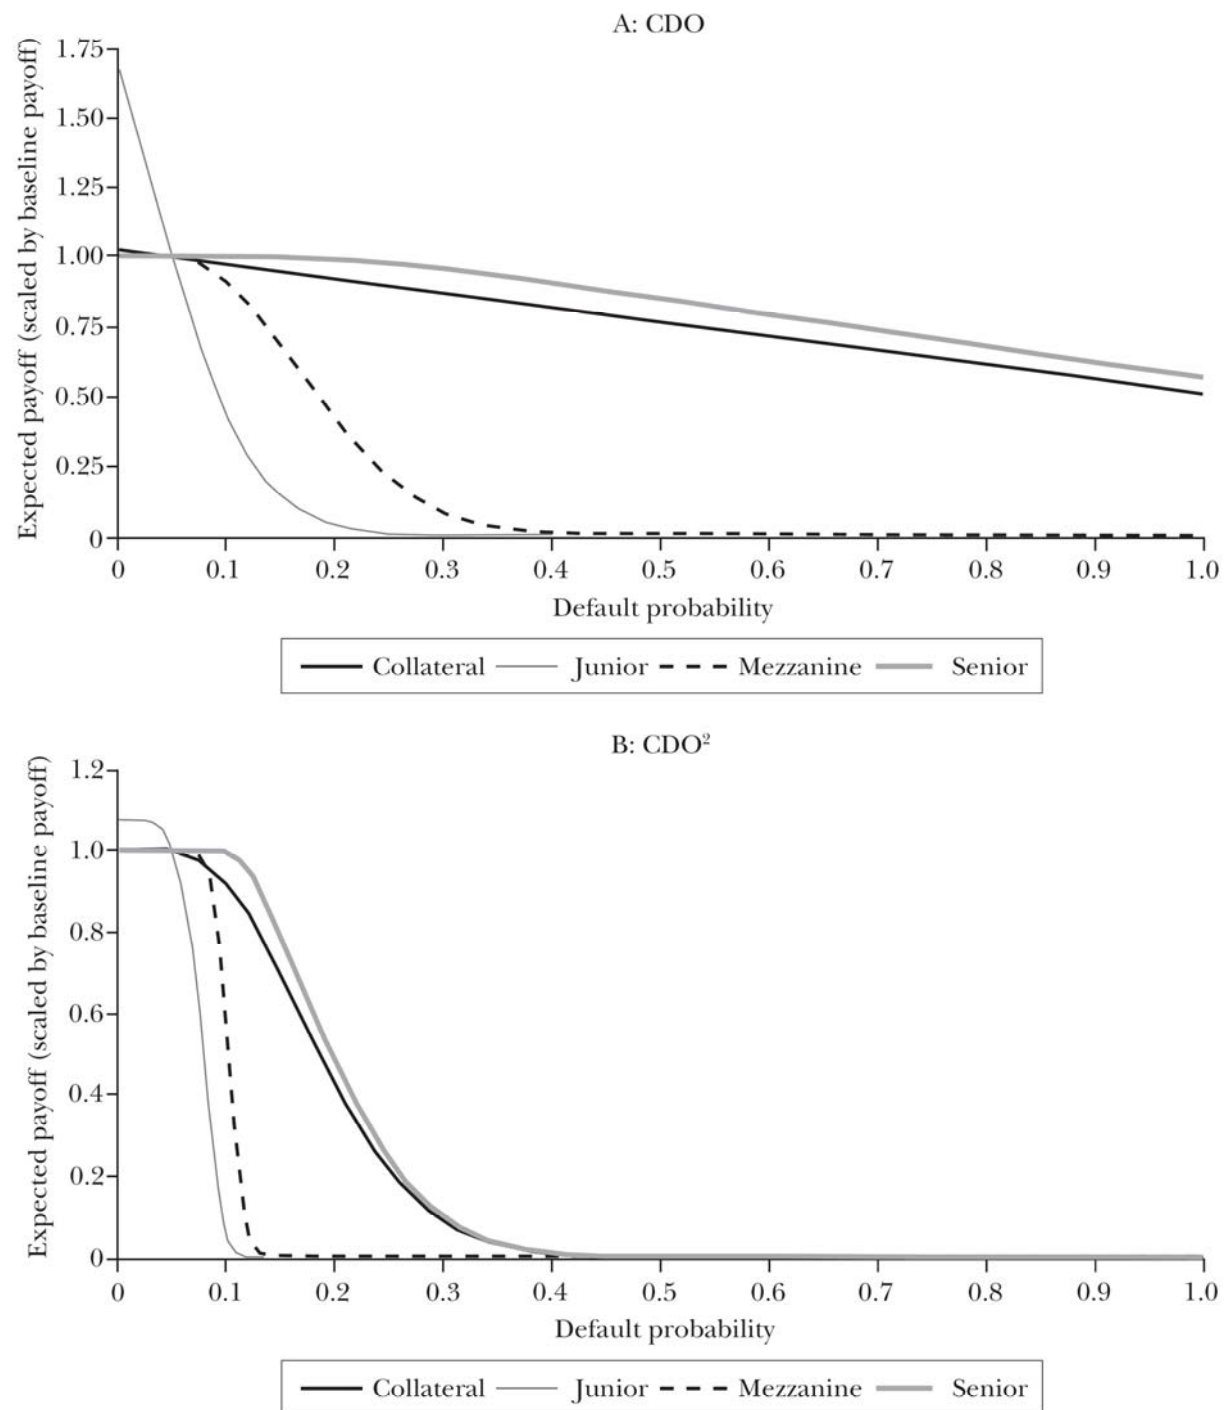 A: CDO
Expected payoff (scaled by baseline payoff)
1.75
1.50
1.25
1.00
0.75
0.50
0.25
0
0 0.1 0.2 0.3 0.4 0.5 0.6 0.7 0.8 0.9 1.0
Default probability
Collateral Junior Mezzanine Senior
B: CDO²
Expected payoff (scaled by baseline payoff)
1.2
1.0
0.8
0.6
0.4
0.2
0
0 0.1 0.2 0.3 0.4 0.5 0.6 0.7 0.8 0.9 1.0
Default probability
Collateral Junior Mezzanine Senior